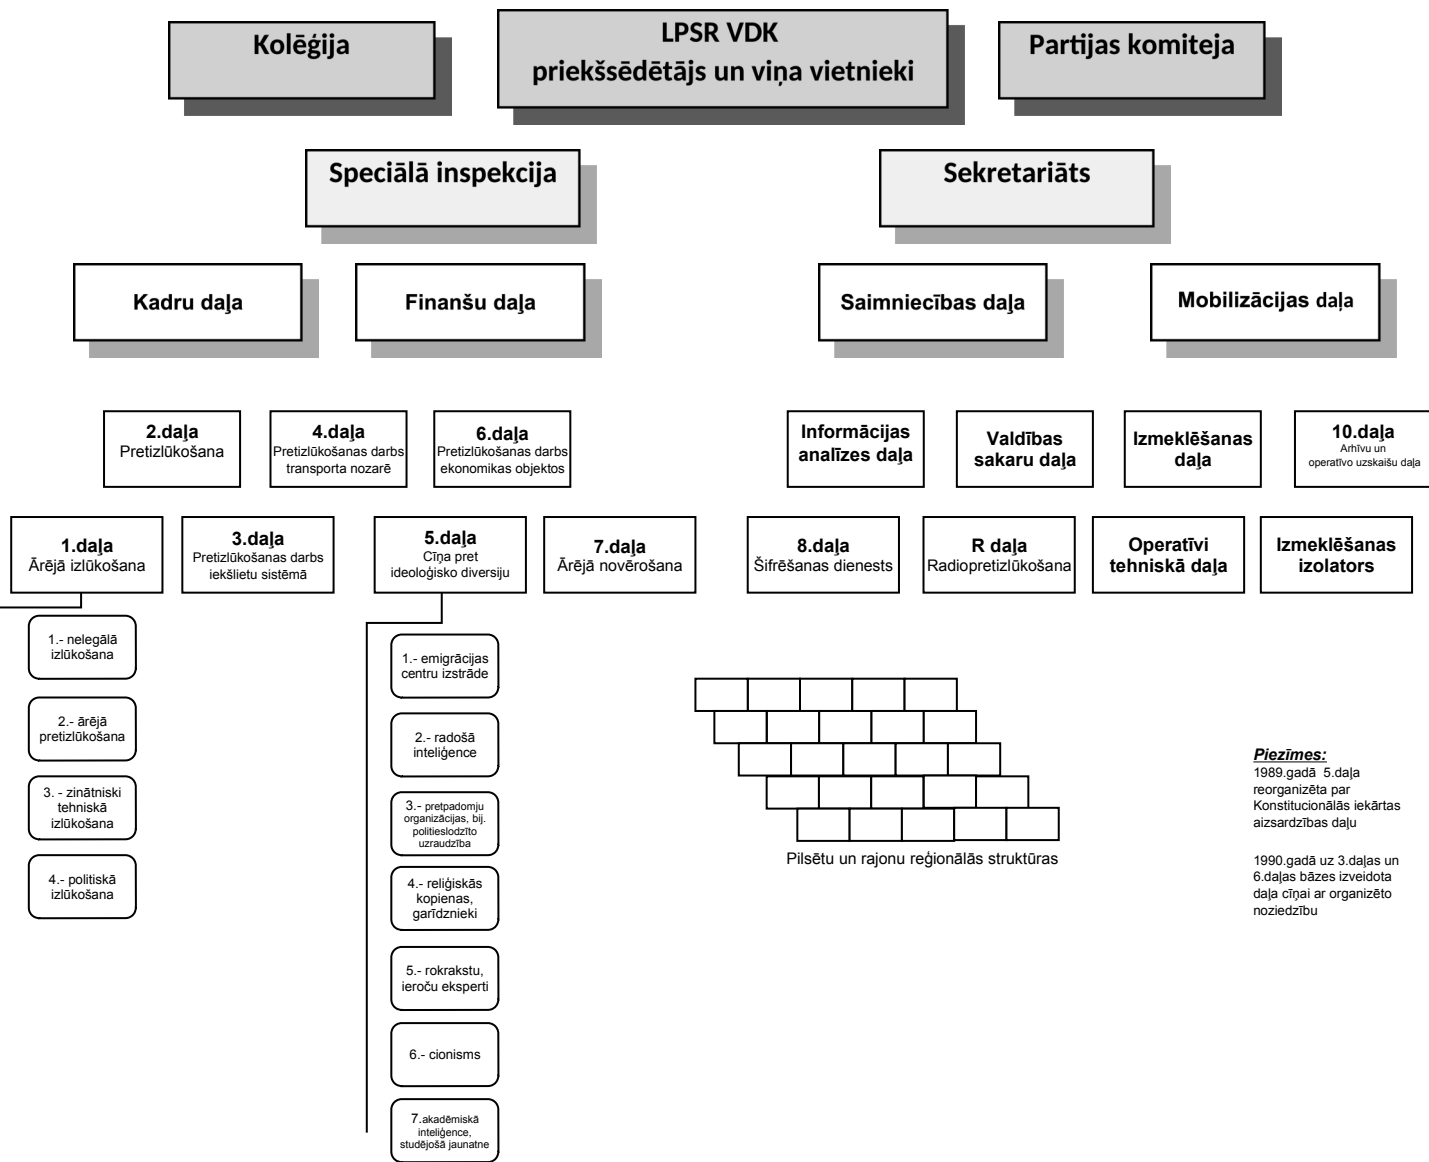 Kolēģija
LPSR VDK
priekšsēdētājs un viņa vietnieki
Partijas komiteja
Speciālā inspekcija
Sekretariāts
Kadru daļa
Finanšu daļa
Saimniecības daļa
Mobilizācijas daļa
2.daļa
Pretizlūkošana
4.daļa
Pretizlūkošanas darbs
transporta nozarē
6.daļa
Pretizlūkošanas darbs
ekonomikas objektos
Informācijas
analīzes daļa
Valdības
sakaru daļa
Izmeklēšanas
daļa
10.daļa
Arhīvu un
operatīvo uzskaišu daļa
1.daļa
Ārējā izlūkošana
3.daļa
Pretizlūkošanas darbs
iekšlietu sistēmā
5.daļa
Cīņa pret
ideoloģisko diversiju
7.daļa
Ārējā novērošana
8.daļa
Šifrēšanas dienests
R daļa
Radiopretizlūkošana
Operatīvi
tehniskā daļa
Izmeklēšanas
izolators
1.- nelegālā
izlūkošana
2.- ārējā
pretizlūkošana
3. - zinātniski
tehniskā
izlūkošana
4.- politiskā
izlūkošana
1.- emigrācijas
centru izstrāde
2.- radošā
inteliģence
3.- pretpadomju
organizācijas, bij.
politieslodzīto
uzraudzība
4.- reliģiskās
kopienas,
garīdznieki
5.- rokrakstu,
ieroču eksperti
6.- cionisms
7.akadēmiskā
inteliģence,
studējošā jaunatne
Pilsētu un rajonu reģionālās struktūras
Piezīmes:
1989.gadā 5.daļa
reorganizēta par
Konstitucionālās iekārtas
aizsardzības daļu
1990.gadā uz 3.daļas un
6.daļas bāzes izveidota
daļa cīņai ar organizēto
noziedzību